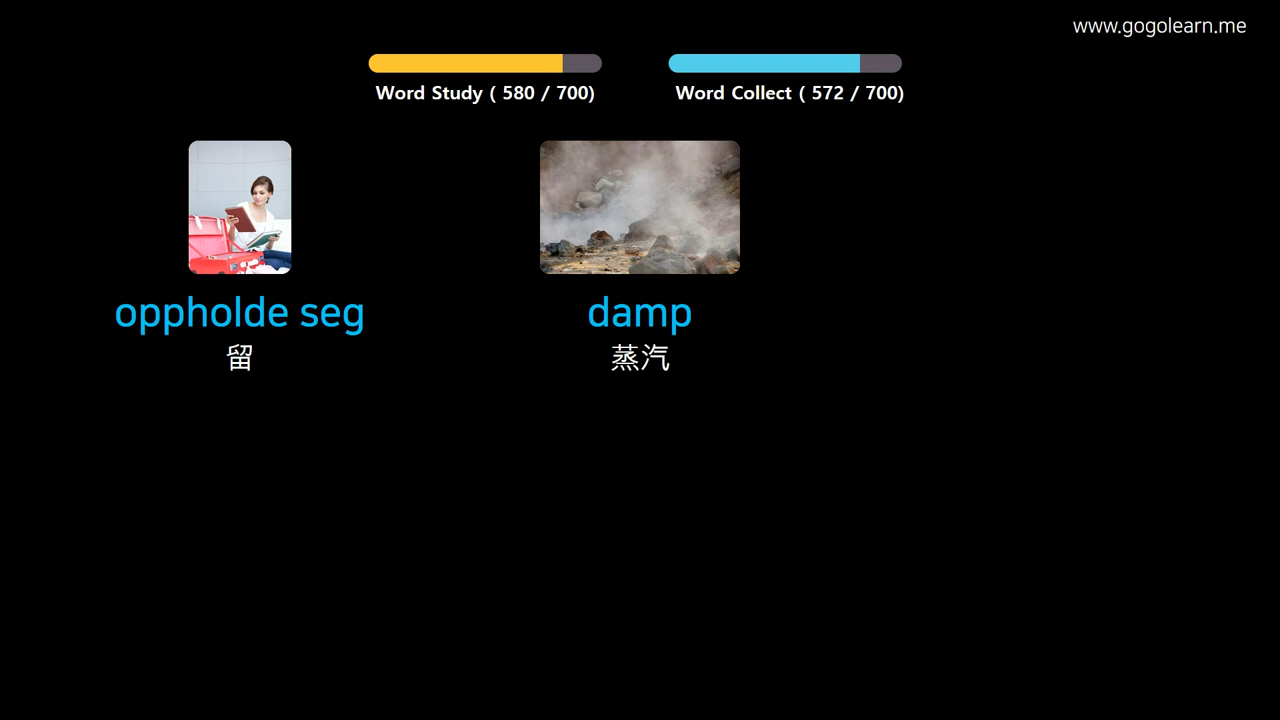 www.gogolearn.me
Word Study ( 580 / 700)
Word Collect ( 572 / 700)
oppholde seg
留
damp
蒸汽